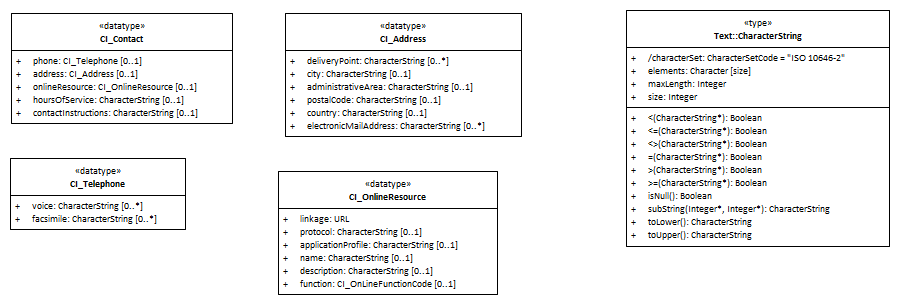 «datatype»
CI_Contact
+ phone: CI_Telephone [0..1]
+ address: CI_Address [0..1]
+ onlineResource: CI_OnlineResource [0..1]
+ hoursOfService: CharacterString [0..1]
+ contactInstructions: CharacterString [0..1]
«datatype»
CI_Address
+ deliveryPoint: CharacterString [0..*]
+ city: CharacterString [0..1]
+ administrativeArea: CharacterString [0..1]
+ postalCode: CharacterString [0..1]
+ country: CharacterString [0..1]
+ electronicMailAddress: CharacterString [0..*]
«type»
Text::CharacterString
+ /characterSet: CharacterSetCode = "ISO 10646-2"
+ elements: Character [size]
+ maxLength: Integer
+ size: Integer
+ <(CharacterString*): Boolean
+ <=(CharacterString*): Boolean
+ <>(CharacterString*): Boolean
+ =(CharacterString*): Boolean
+ >(CharacterString*): Boolean
+ >=(CharacterString*): Boolean
+ isNull(): Boolean
+ subString(Integer*, Integer*): CharacterString
+ toLower(): CharacterString
+ toUpper(): CharacterString
«datatype»
CI_Telephone
+ voice: CharacterString [0..*]
+ facsimile: CharacterString [0..*]
«datatype»
CI_OnlineResource
+ linkage: URL
+ protocol: CharacterString [0..1]
+ applicationProfile: CharacterString [0..1]
+ name: CharacterString [0..1]
+ description: CharacterString [0..1]
+ function: CI_OnLineFunctionCode [0..1]